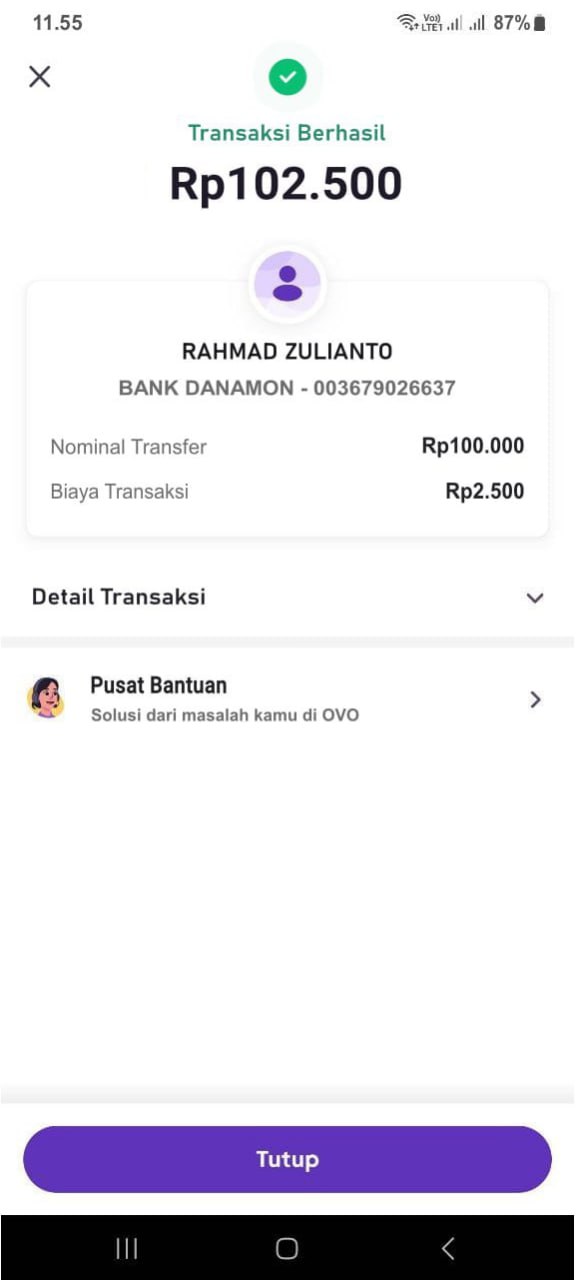 11.55
Vo)) LTE1 87%
Transaksi Berhasil
Rp102.500
RAHMAD ZULIANTO
BANK DANAMON - 003679026637
Nominal Transfer Rp100.000
Biaya Transaksi Rp2.500
Detail Transaksi
Pusat Bantuan
Solusi dari masalah kamu di OVO
Tutup